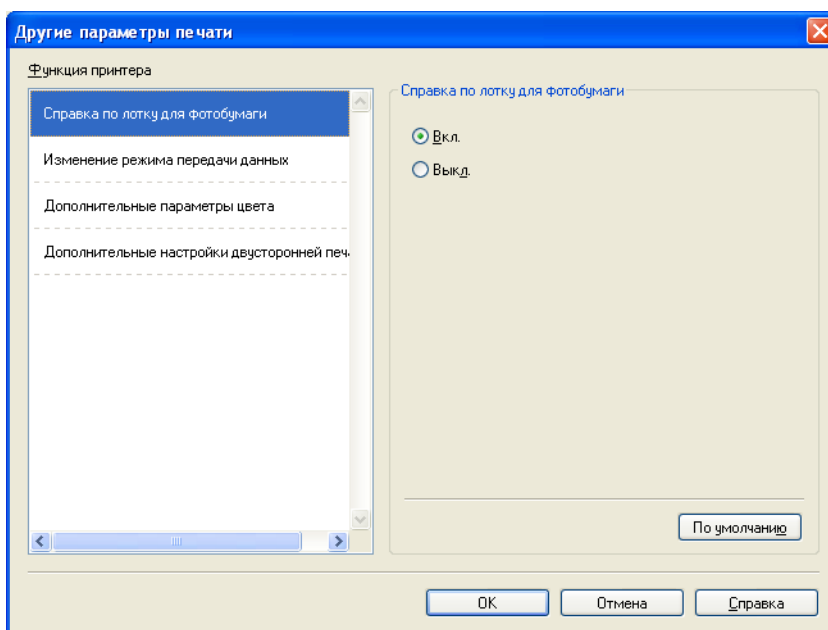 Другие параметры печати
Функция принтера
Справка по лотку для фотобумаги
Изменение режима передачи данных
Дополнительные параметры цвета
Дополнительные настройки двусторонней печ
Справка по лотку для фотобумаги
Вкл.
Выкл.
По умолчанию
OK
Отмена
Справка